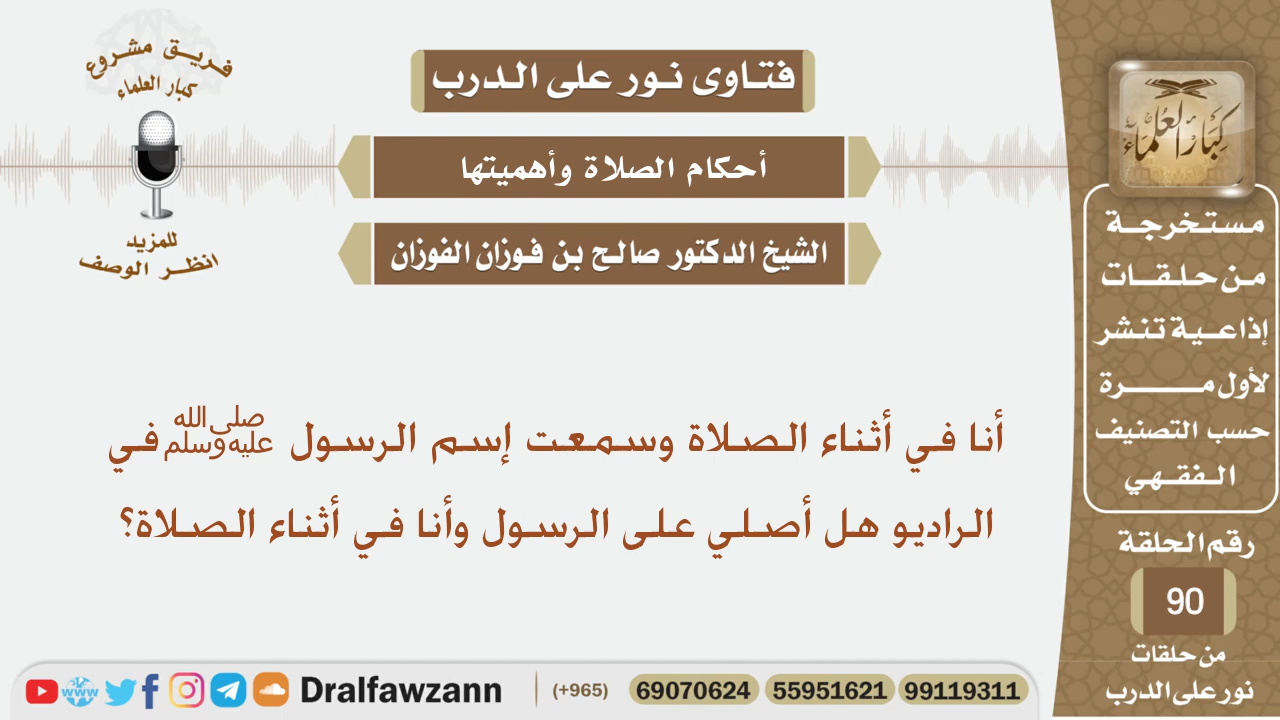 فريق مشروع
كبار العلماء
للمزيد
انظر الوصف
فتاوى نور على الدرب
أحكام الصلاة وأهميتها
الشيخ الدكتور صالح بن فوزان الفوزان
أنا في أثناء الصلاة وسمعت إسم الرسول ﷺ في
الراديو هل أصلي على الرسول وأنا في أثناء الصلاة؟
كبار العلماء
مستخرجة
من حلقات
إذاعية تنشر
لأول مرة
حسب التصنيف
الفقهي
رقم الحلقة
90
من حلقات
نور على الدرب
www Dralfawzann (+965) 69070624 55951621 99119311